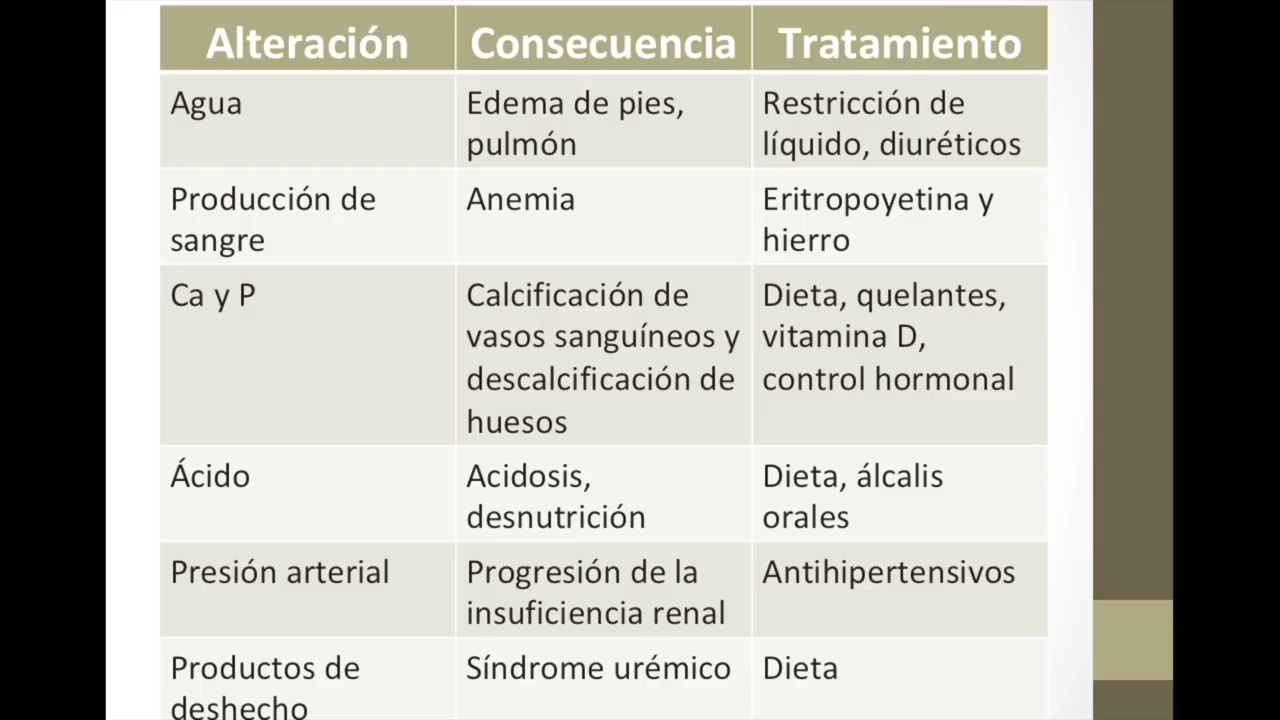 Alteración Consecuencia Tratamiento
Agua
Edema de pies,
pulmón
Restricción de
líquido, diuréticos
Producción de
sangre
Anemia
Eritropoyetina y
hierro
Ca y P
Calcificación de
vasos sanguíneos y
descalcificación de
huesos
Dieta, quelantes,
vitamina D,
control hormonal
Ácido
Acidosis,
desnutrición
Dieta, álcalis
orales
Presión arterial
Progresión de la
insuficiencia renal
Antihipertensivos
Productos de
deshecho
Síndrome urémico
Dieta